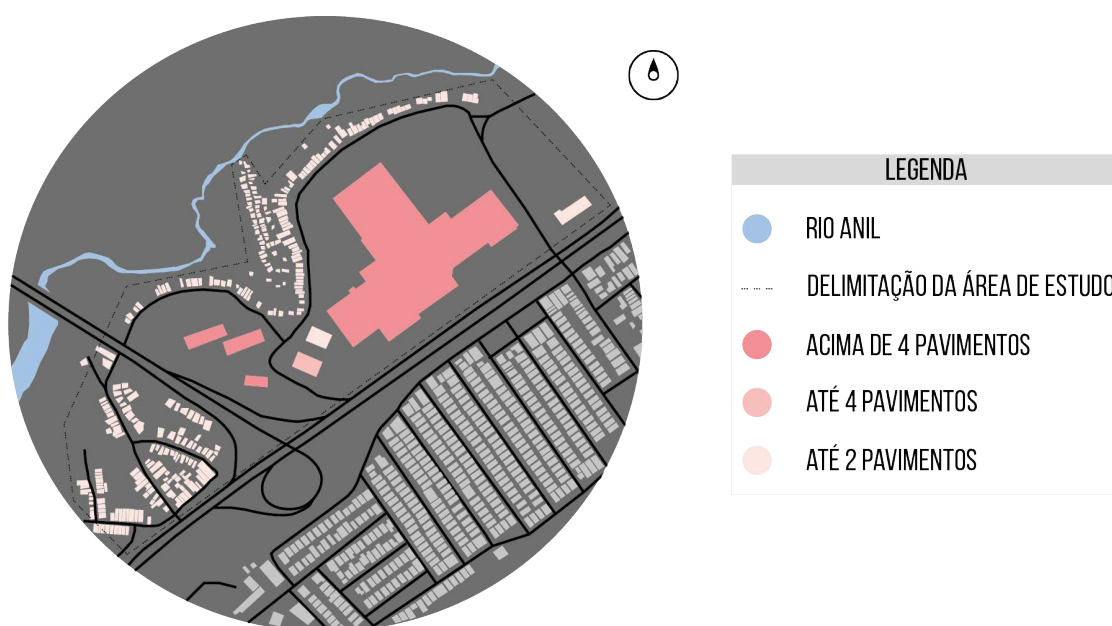 LEGENDA
RIO ANIL
DELIMITAÇÃO DA ÁREA DE ESTUDO
ACIMA DE 4 PAVIMENTOS
ATÉ 4 PAVIMENTOS
ATÉ 2 PAVIMENTOS